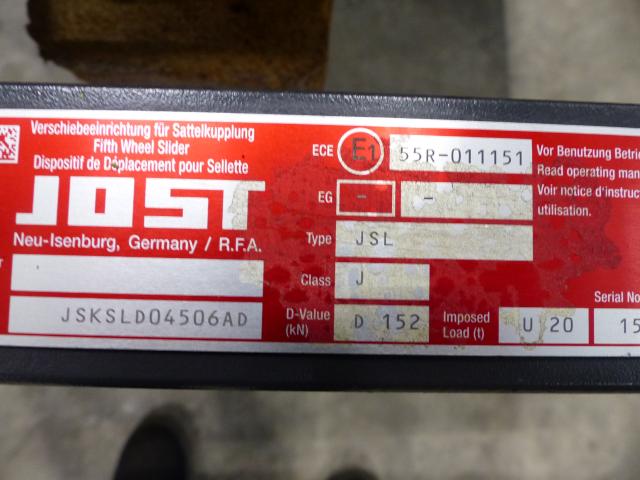 Verschiebeeinrichtung für Sattelkupplung
Fifth Wheel Slider
Dispositif de Déplacement pour Sellette
JOST
Neu-Isenburg, Germany / R.F.A.
JSKSLD04506AD
ECE E1 55R-011151
EG - -
Type JSL
Class J
D-Value (kN) D 152
Imposed Load (t) U 20
Vor Benutzung Betrie
Read operating man
Voir notice d'instruc
utilisation.
Serial No
15